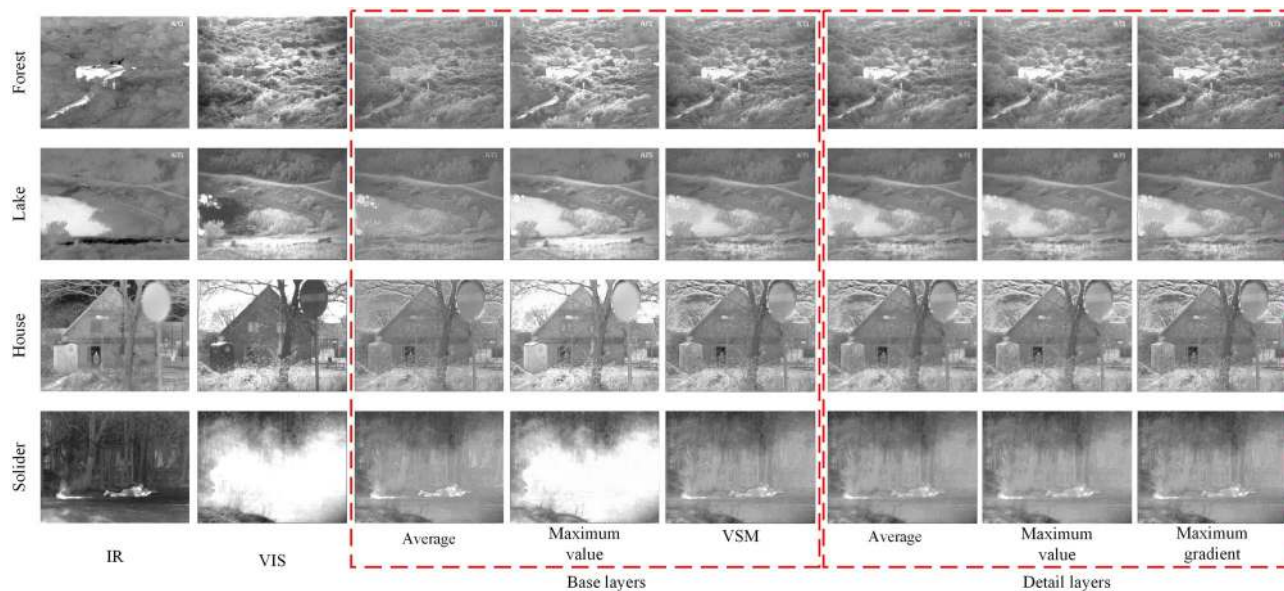 Forest
Lake
House
Solider
IR
VIS
Average
Maximum
value
VSM
Average
Maximum
value
Maximum
gradient
Base layers
Detail layers